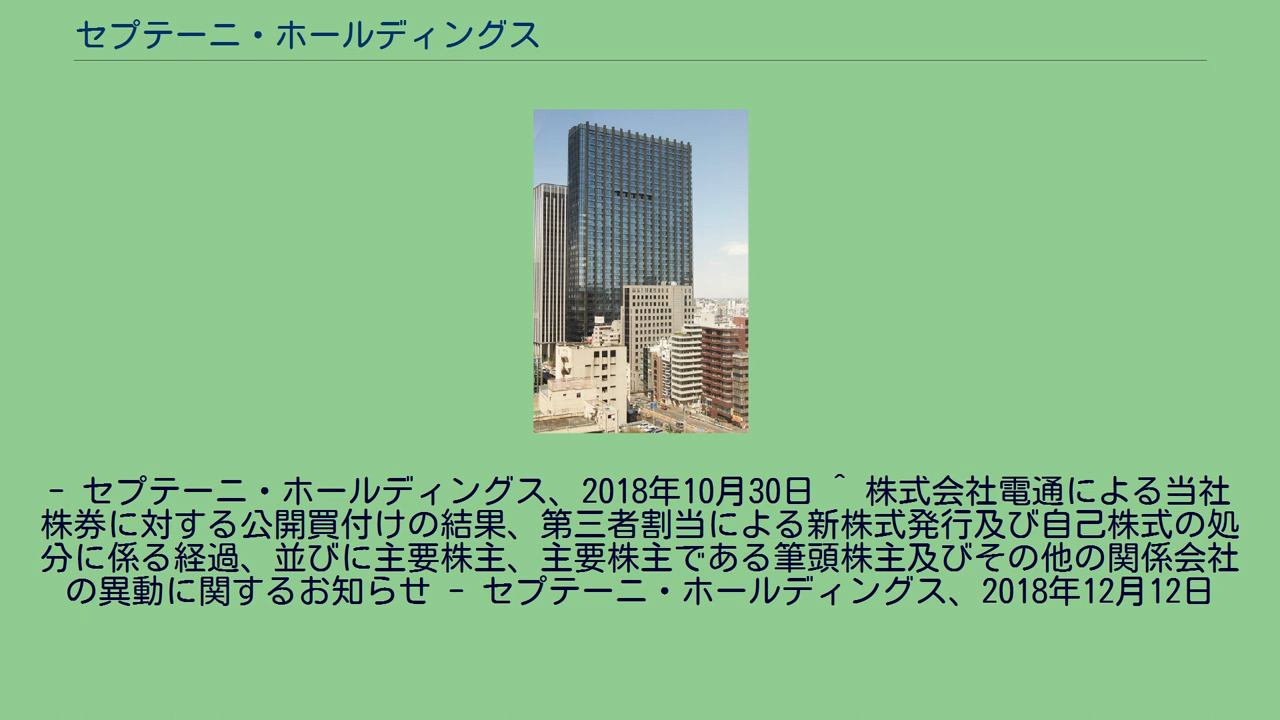 セプテーニ・ホールディングス
- セプテーニ・ホールディングス、2018年10月30日 ^ 株式会社電通による当社
株券に対する公開買付けの結果、第三者割当による新株式発行及び自己株式の処
分に係る経過、並びに主要株主、主要株主である筆頭株主及びその他の関係会社
の異動に関するお知らせ - セプテーニ・ホールディングス、2018年12月12日